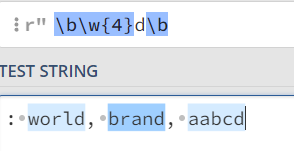 r" \b\w{4}d\b
TEST STRING
: world, brand, aabcd